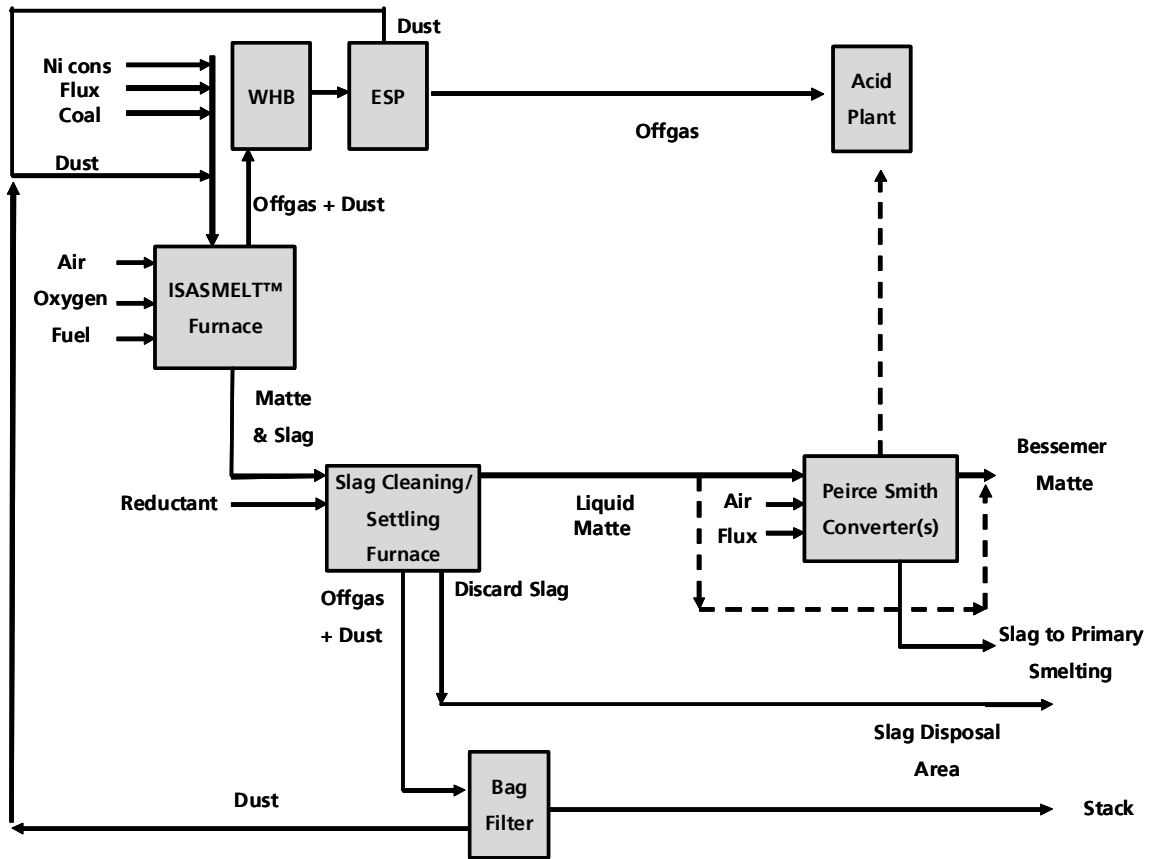 Dust
Ni cons
Flux
Coal
WHB
ESP
Acid
Plant
Offgas
Dust
Offgas + Dust
Air
Oxygen
Fuel
ISASMELT™
Furnace
Matte
& Slag
Reductant
Slag Cleaning/
Settling
Furnace
Liquid
Matte
Air
Flux
Peirce Smith
Converter(s)
Bessemer
Matte
Offgas
+ Dust
Discard Slag
Slag to Primary
Smelting
Slag Disposal
Area
Dust
Bag
Filter
Stack